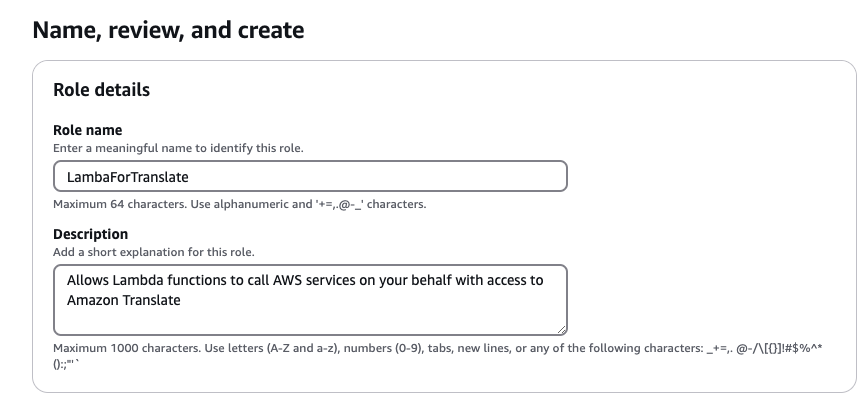 Name, review, and create
Role details
Role name
Enter a meaningful name to identify this role.
LambaForTranslate
Maximum 64 characters. Use alphanumeric and '+=,.@-_' characters.
Description
Add a short explanation for this role.
Allows Lambda functions to call AWS services on your behalf with access to
Amazon Translate
Maximum 1000 characters. Use letters (A-Z and a-z), numbers (0-9), tabs, new lines, or any of the following characters: _+=,. @-/\[{}]!#$%^*
();:"'`